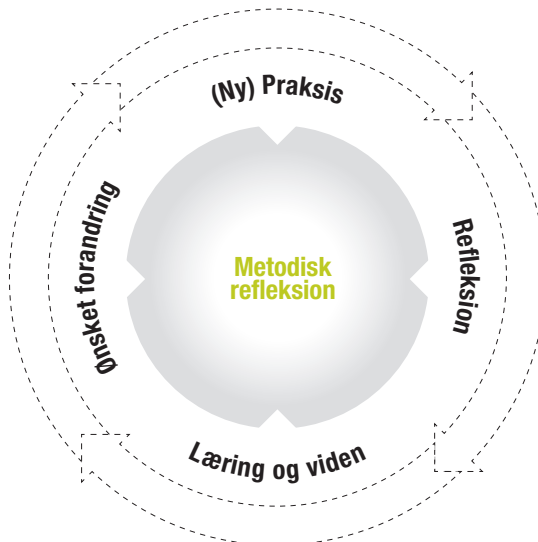 (Ny) Praksis
Refleksion
Læring og viden
Ønsket forandring
Metodisk
refleksion